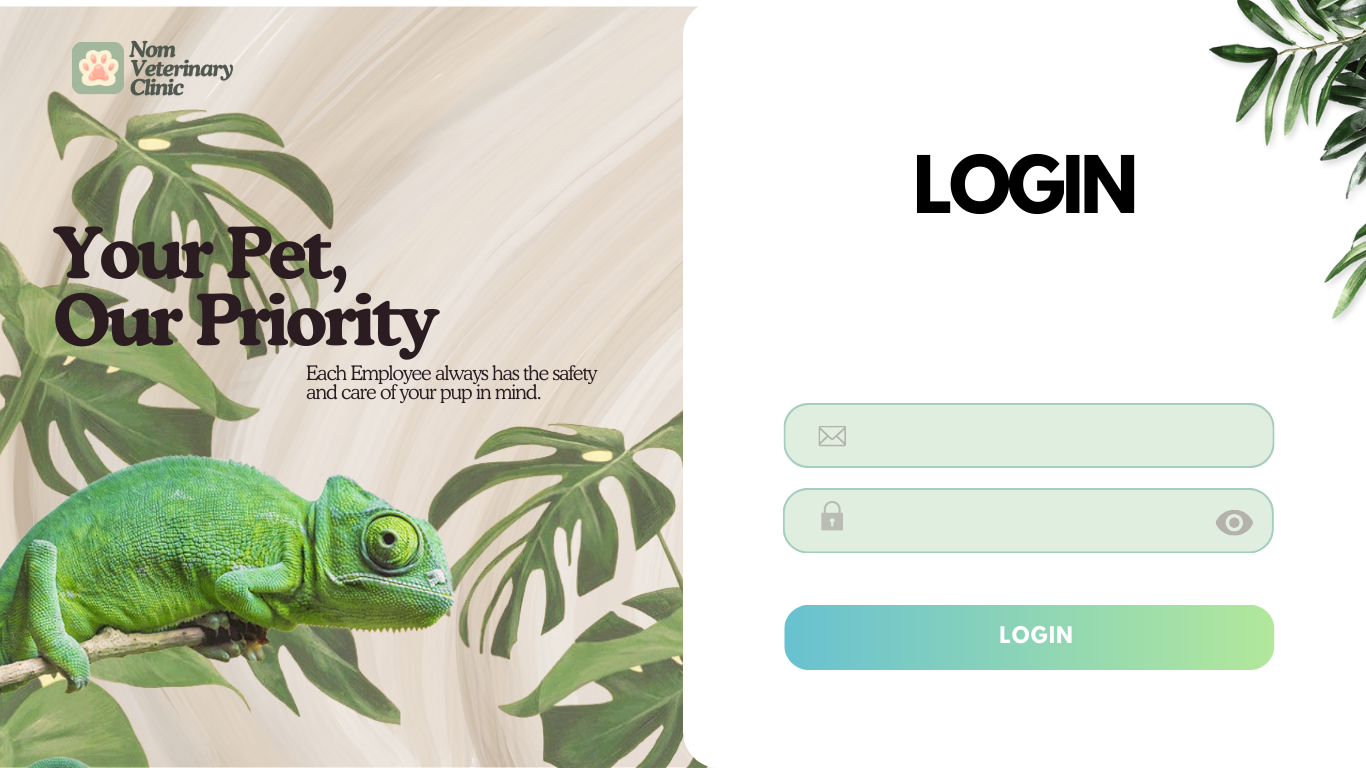 Nom
Veterinary
Clinic
Your Pet,
Our Priority
Each Employee always has the safety
and care of your pup in mind.
LOGIN
LOGIN